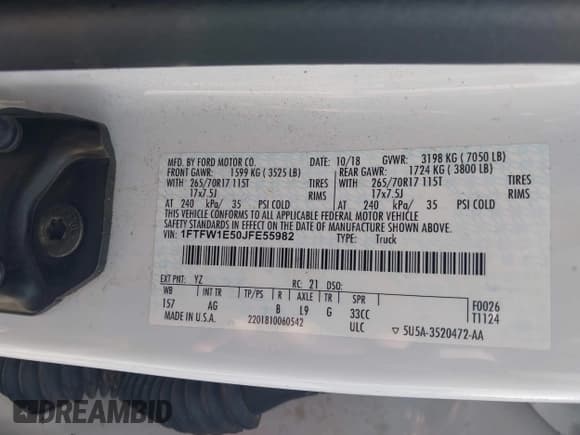 MFD. BY FORD MOTOR CO. 10/18 GVWR: 3198 KG ( 7050 LB)
FRONT GAWR: 1599 KG ( 3525 LB) REAR GAWR: 1724 KG ( 3800 LB)
WITH 265/70R17 115T TIRES WITH 265/70R17 115T TIRES
17x7.5J RIMS 17x7.5J RIMS
AT 240 kPa/ 35 PSI COLD AT 240 kPa/ 35 PSI COLD
THIS VEHICLE CONFORMS TO ALL APPLICABLE FEDERAL MOTOR VEHICLE
SAFETY STANDARDS IN EFFECT ON THE DATE OF MANUFACTURE SHOWN ABOVE.
VIN: 1FTFW1E50JFE55982 TYPE: Truck
EXT PNT: YZ RC: 21 DSO:
WB INT TR TP/PS R AXLE TR SPR F0026
157 AG B L9 G 33CC T1124
MADE IN U.S.A. 2201810060542 ULC ▽ 5U5A-3520472-AA
DREAMBID